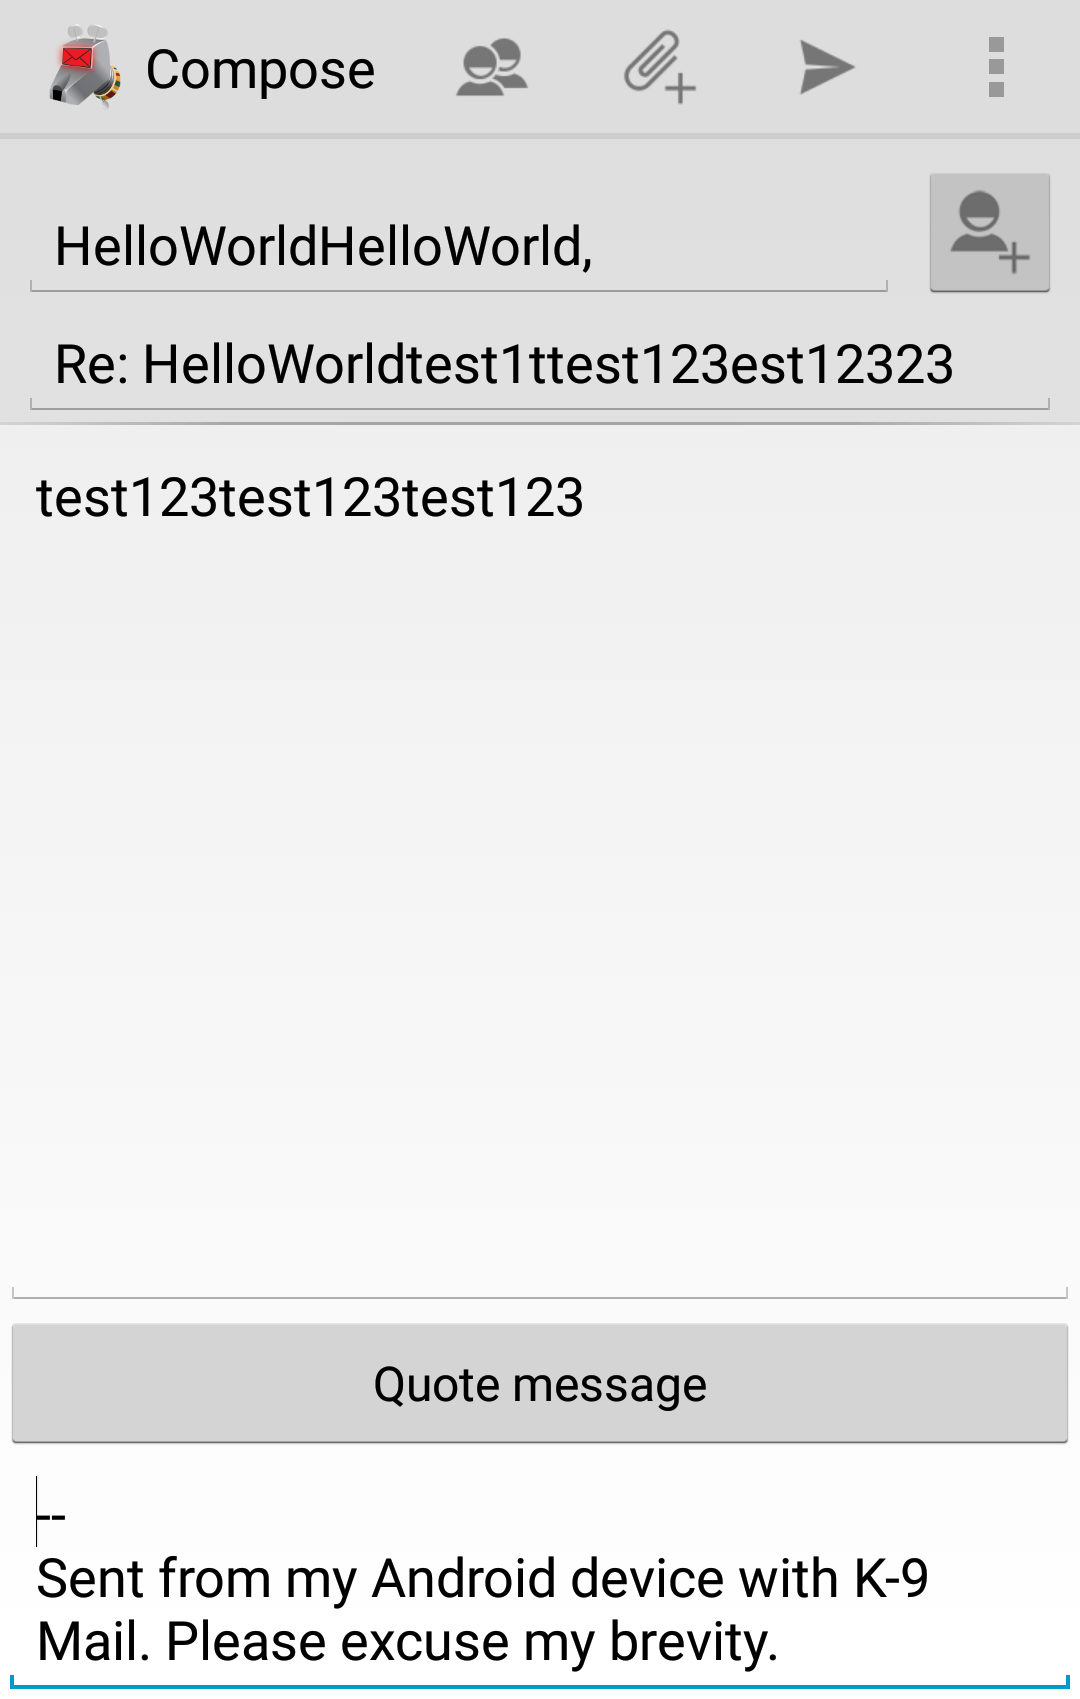 Compose
HelloWorldHelloWorld,
Re: HelloWorldtest1ttest123est12323
test123test123test123
Quote message
--
Sent from my Android device with K-9
Mail. Please excuse my brevity.